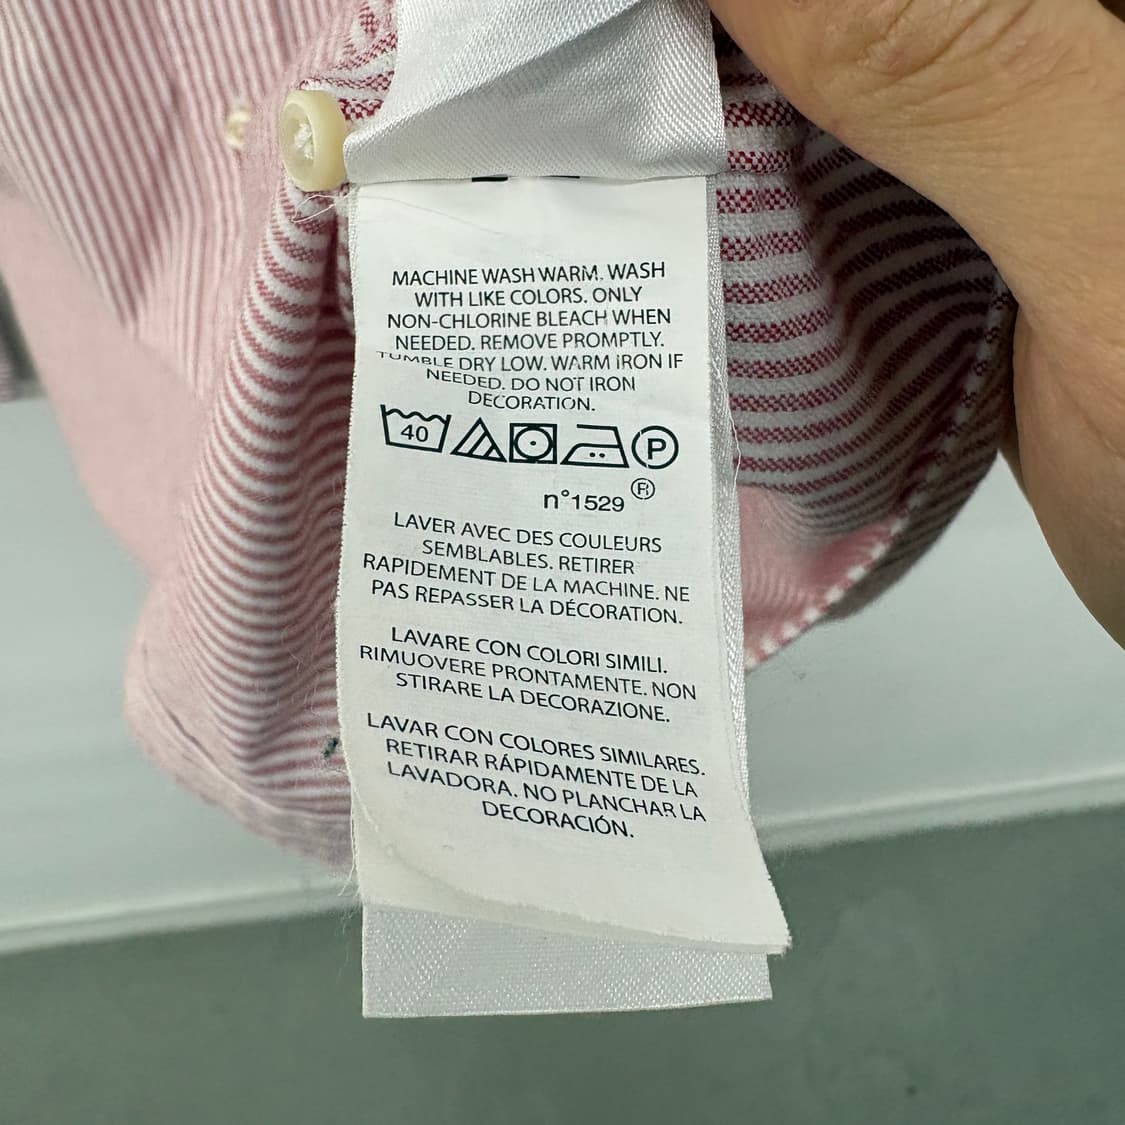 MACHINE WASH WARM. WASH
WITH LIKE COLORS. ONLY
NON-CHLORINE BLEACH WHEN
NEEDED. REMOVE PROMPTLY.
TUMBLE DRY LOW. WARM IRON IF
NEEDED. DO NOT IRON
DECORATION.
40 P
n°1529 ®
LAVER AVEC DES COULEURS
SEMBLABLES. RETIRER
RAPIDEMENT DE LA MACHINE. NE
PAS REPASSER LA DÉCORATION.
LAVARE CON COLORI SIMILI.
RIMUOVERE PRONTAMENTE. NON
STIRARE LA DECORAZIONE.
LAVAR CON COLORES SIMILARES.
RETIRAR RÁPIDAMENTE DE LA
LAVADORA. NO PLANCHAR LA
DECORACIÓN.